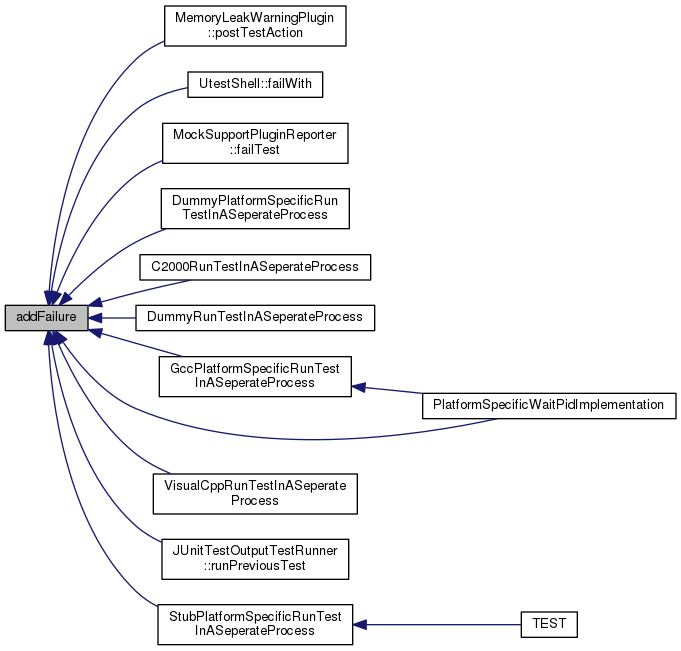 MemoryLeakWarningPlugin
::postTestAction
UtestShell::failWith
MockSupportPluginReporter
::failTest
DummyPlatformSpecificRun
TestInASeperateProcess
C2000RunTestInASeperateProcess
addFailure
DummyRunTestInASeperateProcess
GccPlatformSpecificRunTest
InASeperateProcess
PlatformSpecificWaitPidImplementation
VisualCppRunTestInASeperate
Process
JUnitTestOutputTestRunner
::runPreviousTest
StubPlatformSpecificRunTest
InASeperateProcess
TEST